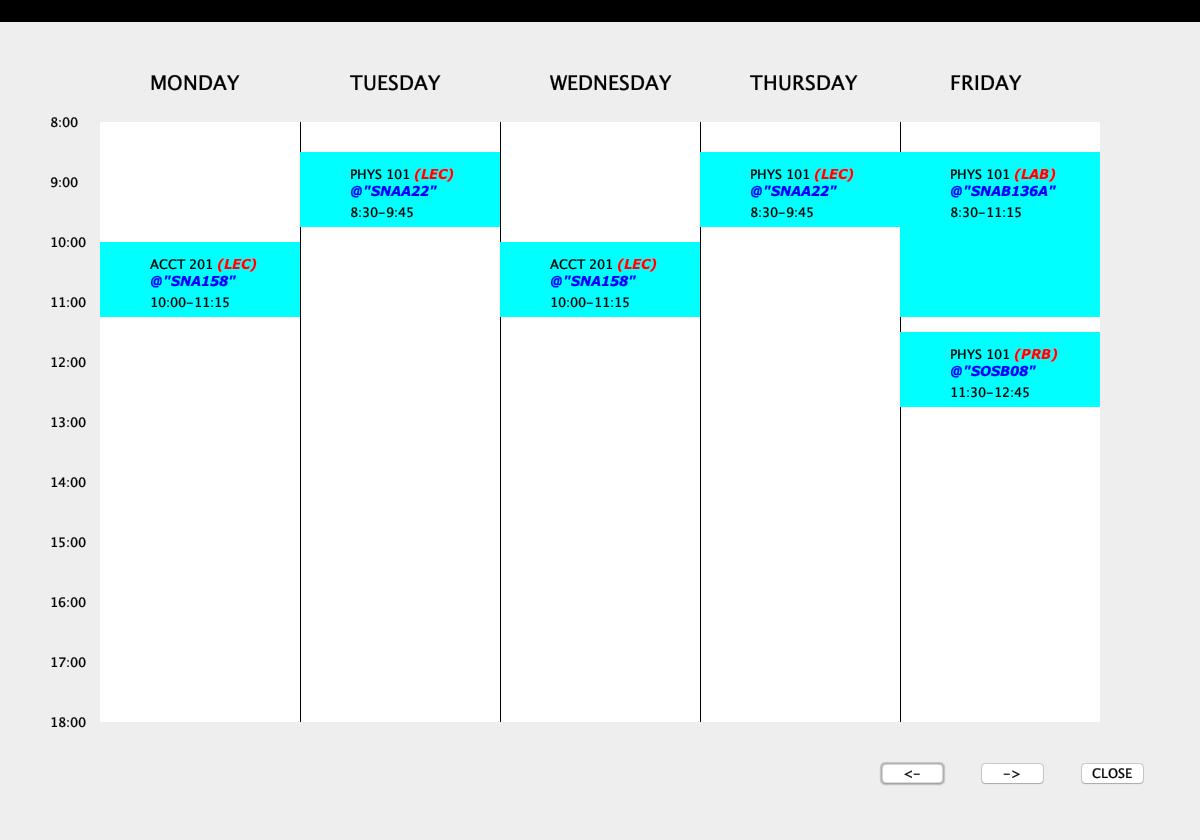 MONDAY TUESDAY WEDNESDAY THURSDAY FRIDAY
8:00
9:00
10:00
11:00
12:00
13:00
14:00
15:00
16:00
17:00
18:00
ACCT 201 (LEC)
@"SNA158"
10:00-11:15
PHYS 101 (LEC)
@"SNAA22"
8:30-9:45
ACCT 201 (LEC)
@"SNA158"
10:00-11:15
PHYS 101 (LEC)
@"SNAA22"
8:30-9:45
PHYS 101 (LAB)
@"SNAB136A"
8:30-11:15
PHYS 101 (PRB)
@"SOSB08"
11:30-12:45
<- -> CLOSE